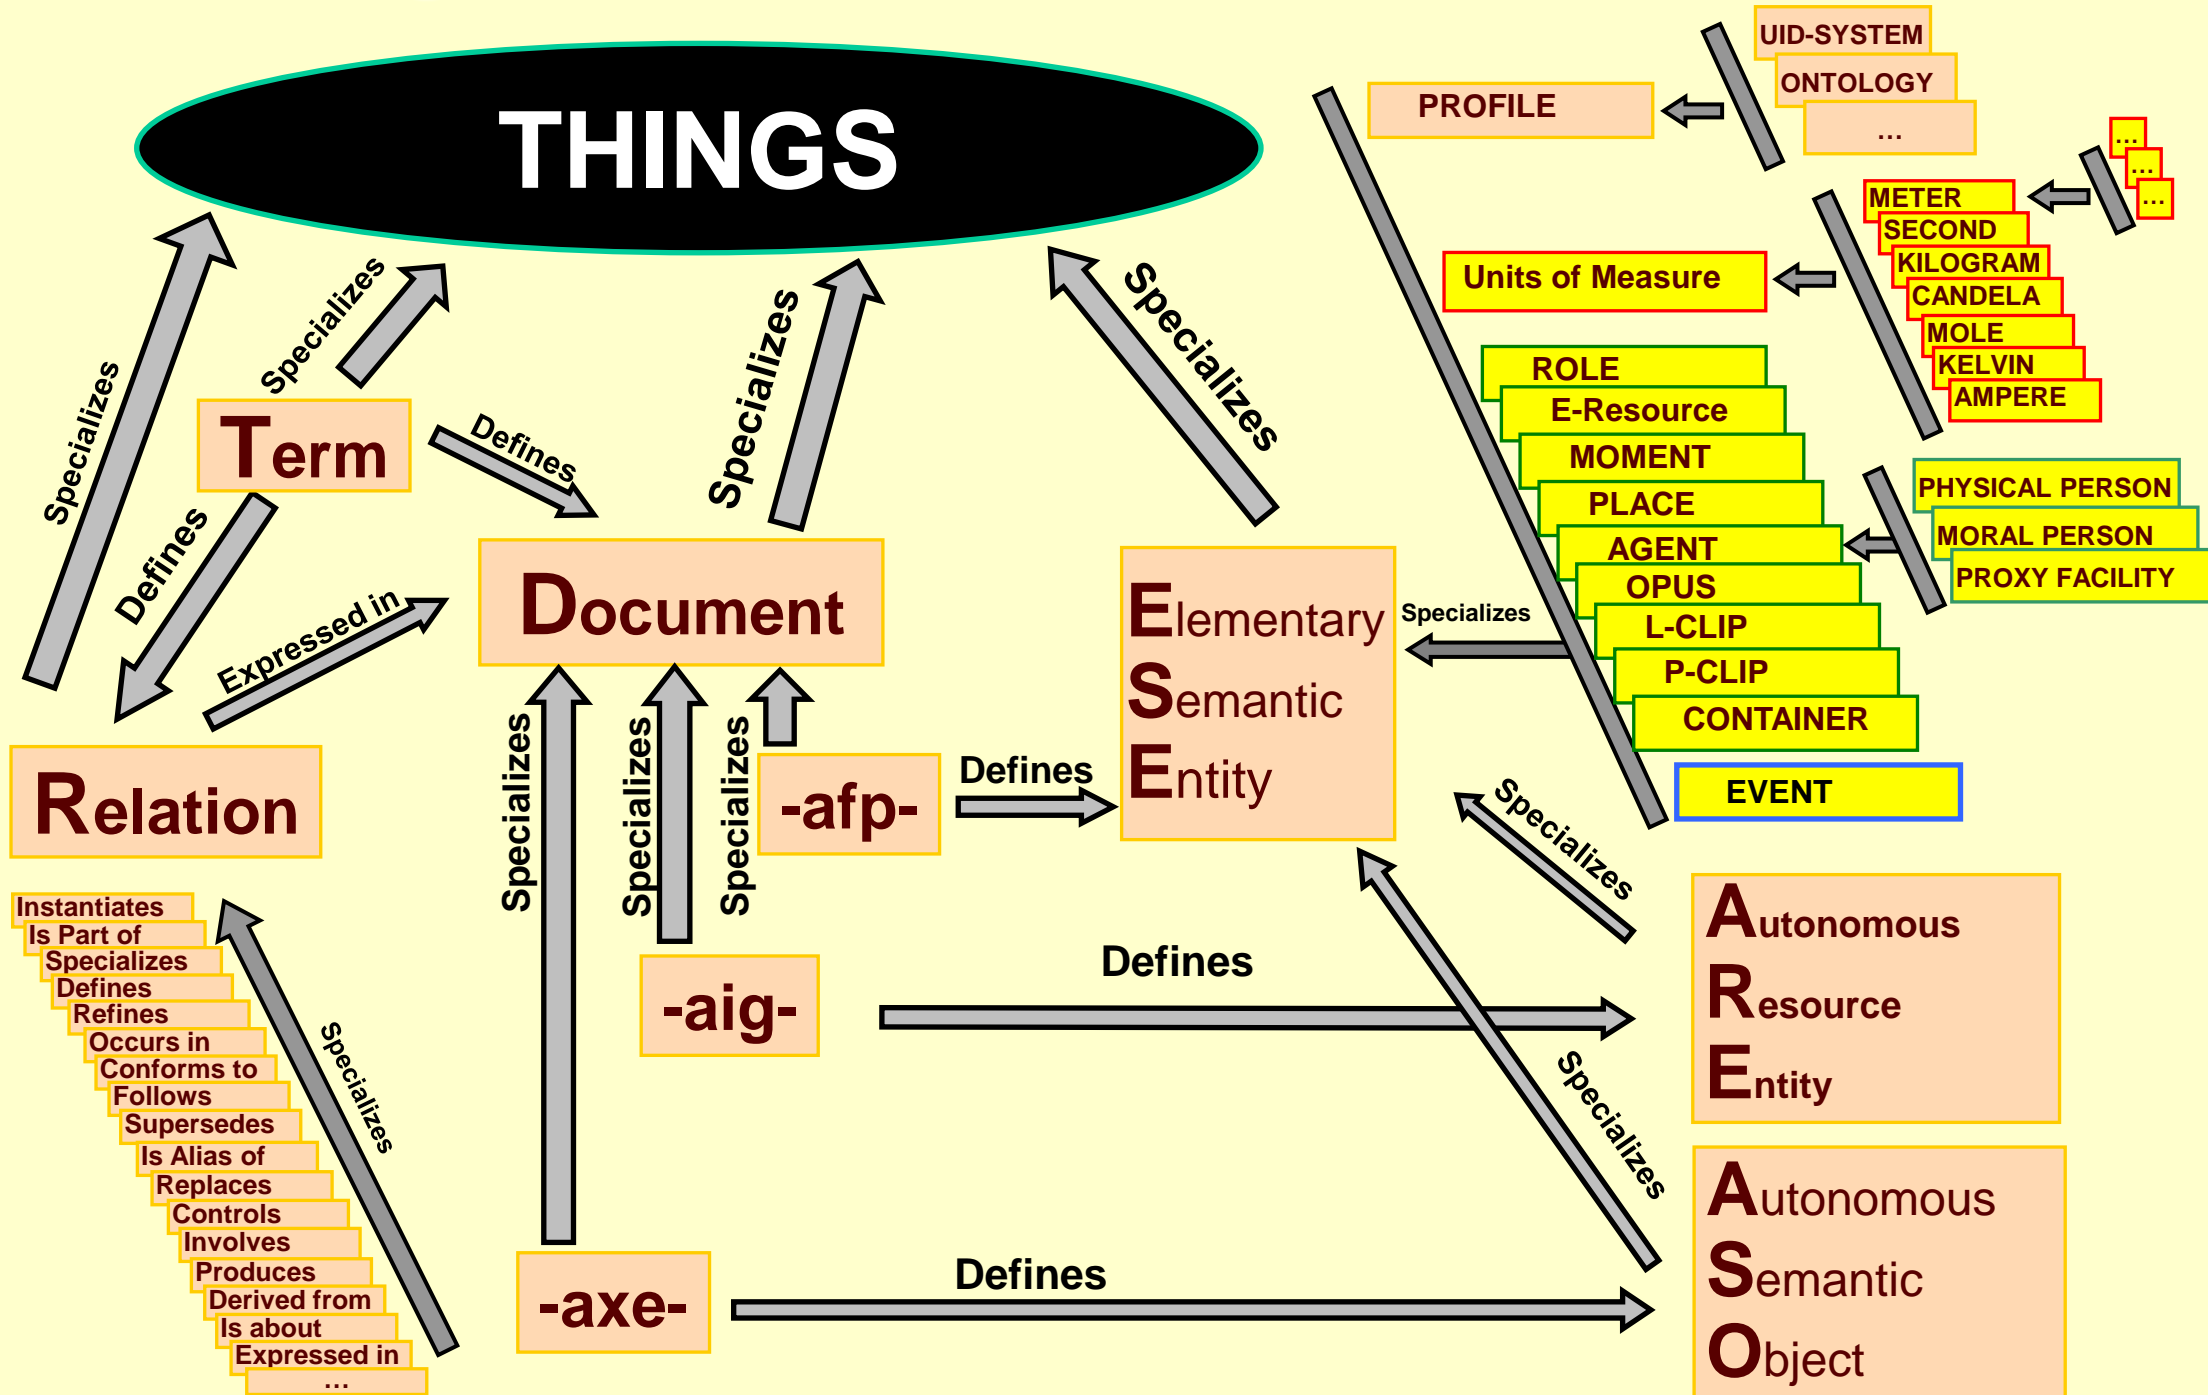 THINGS
UID-SYSTEM
ONTOLOGY
...
PROFILE
...
...
...
METER
SECOND
KILOGRAM
CANDELA
MOLE
KELVIN
AMPERE
Units of Measure
ROLE
E-Resource
MOMENT
PLACE
AGENT
OPUS
L-CLIP
P-CLIP
CONTAINER
EVENT
PHYSICAL PERSON
MORAL PERSON
PROXY FACILITY
Specializes
Specializes
Specializes
Specializes
Term
Defines
Defines
Document
Expressed in
Elementary
Semantic
Entity
Specializes
Relation
Specializes
Specializes
Specializes
-afp-
Defines
Specializes
-aig-
Defines
Autonomous
Resource
Entity
Instantiates
Is Part of
Specializes
Defines
Refines
Occurs in
Conforms to
Follows
Supersedes
Is Alias of
Replaces
Controls
Involves
Produces
Derived from
Is about
Expressed in
...
Specializes
Specializes
-axe-
Defines
Autonomous
Semantic
Object